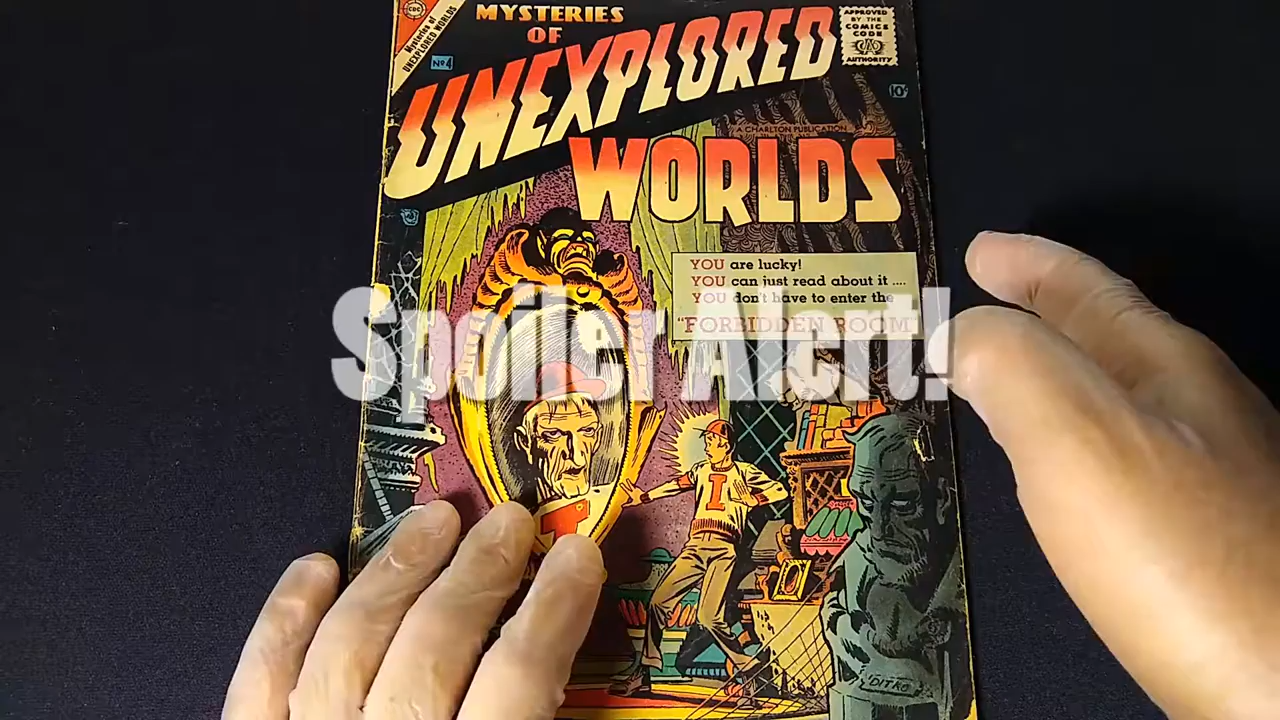 CDC
Mysteries of
UNEXPLORED WORLDS
MYSTERIES
OF
UNEXPLORED
WORLDS
Nº4
APPROVED
BY THE
COMICS
CODE
CA
AUTHORITY
10¢
A CHARLTON PUBLICATION
YOU are lucky!
YOU can just read about it ....
YOU don't have to enter the
"FORBIDDEN ROOM"
Spoiler Alert!
I
I
DITKO